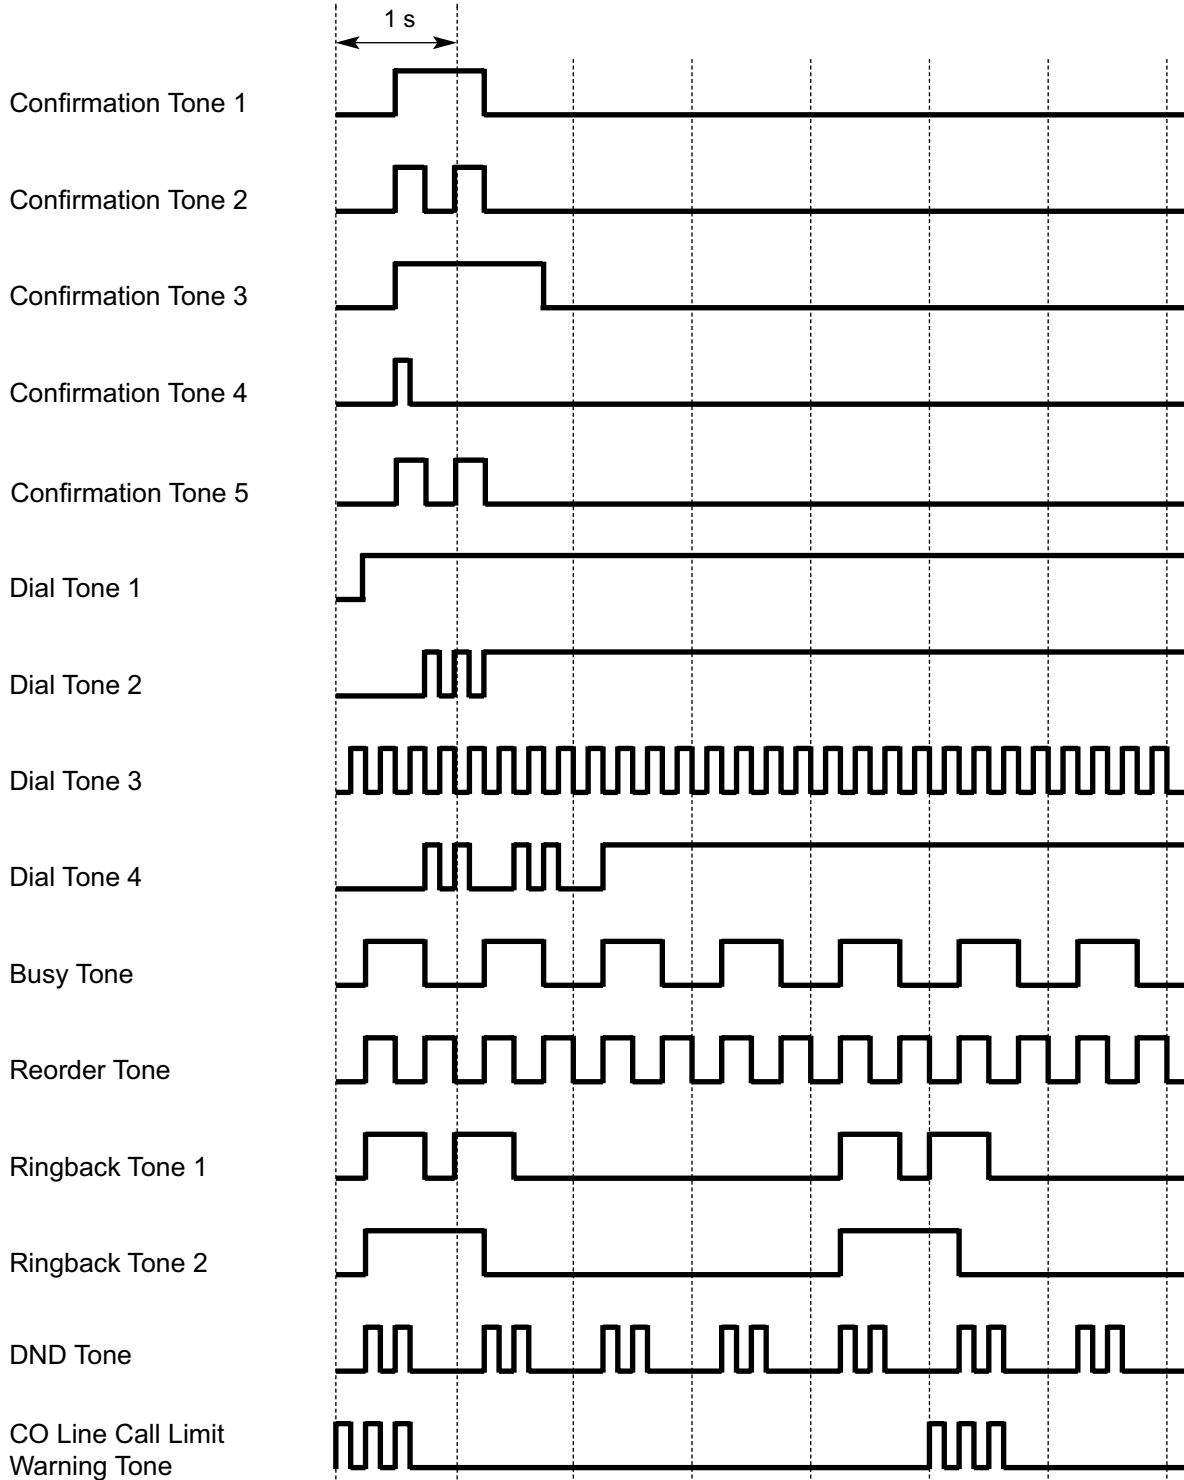 1 s
Confirmation Tone 1
Confirmation Tone 2
Confirmation Tone 3
Confirmation Tone 4
Confirmation Tone 5
Dial Tone 1
Dial Tone 2
Dial Tone 3
Dial Tone 4
Busy Tone
Reorder Tone
Ringback Tone 1
Ringback Tone 2
DND Tone
CO Line Call Limit
Warning Tone